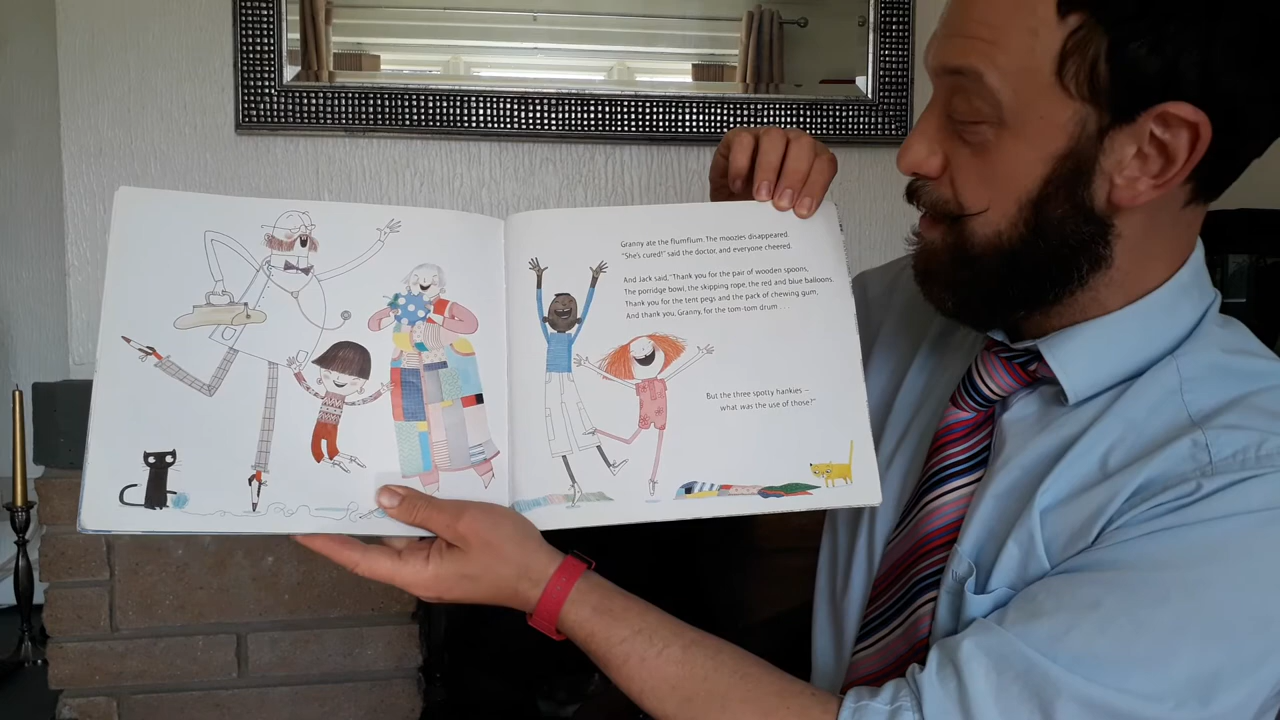 Granny ate the flumflum. The moozles disappeared.
"She's cured!" said the doctor, and everyone cheered.
And Jack said, "Thank you for the pair of wooden spoons,
The porridge bowl, the skipping rope, the red and blue balloons.
Thank you for the tent pegs and the pack of chewing gum,
And thank you, Granny, for the tom-tom drum . . .
But the three spotty hankies –
what was the use of those?"